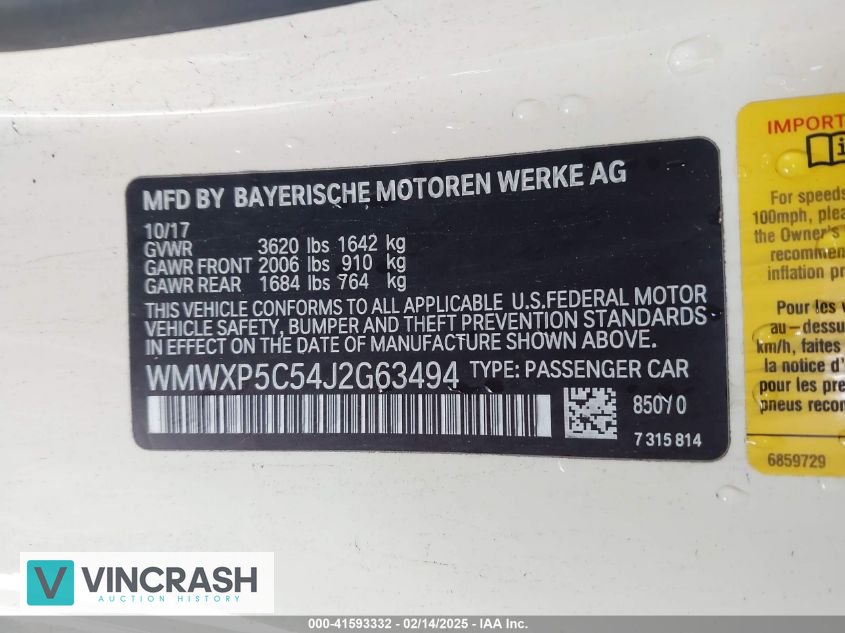 MFD BY BAYERISCHE MOTOREN WERKE AG
10/17
GVWR 3620 lbs 1642 kg
GAWR FRONT 2006 lbs 910 kg
GAWR REAR 1684 lbs 764 kg
THIS VEHICLE CONFORMS TO ALL APPLICABLE U.S.FEDERAL MOTOR
VEHICLE SAFETY, BUMPER AND THEFT PREVENTION STANDARDS
IN EFFECT ON THE DATE OF MANUFACTURE SHOWN ABOVE.
WMWXP5C54J2G63494 TYPE: PASSENGER CAR
7 315 814
IMPORT
For speeds
100mph, plea
the Owner's
recommen
inflation pr
Pour les v
au-dessu
km/h, faites
la notice d'
pour les pre
pneus recor
6859729
VINCRASH
AUCTION HISTORY
000-41593332 - 02/14/2025 - IAA Inc.